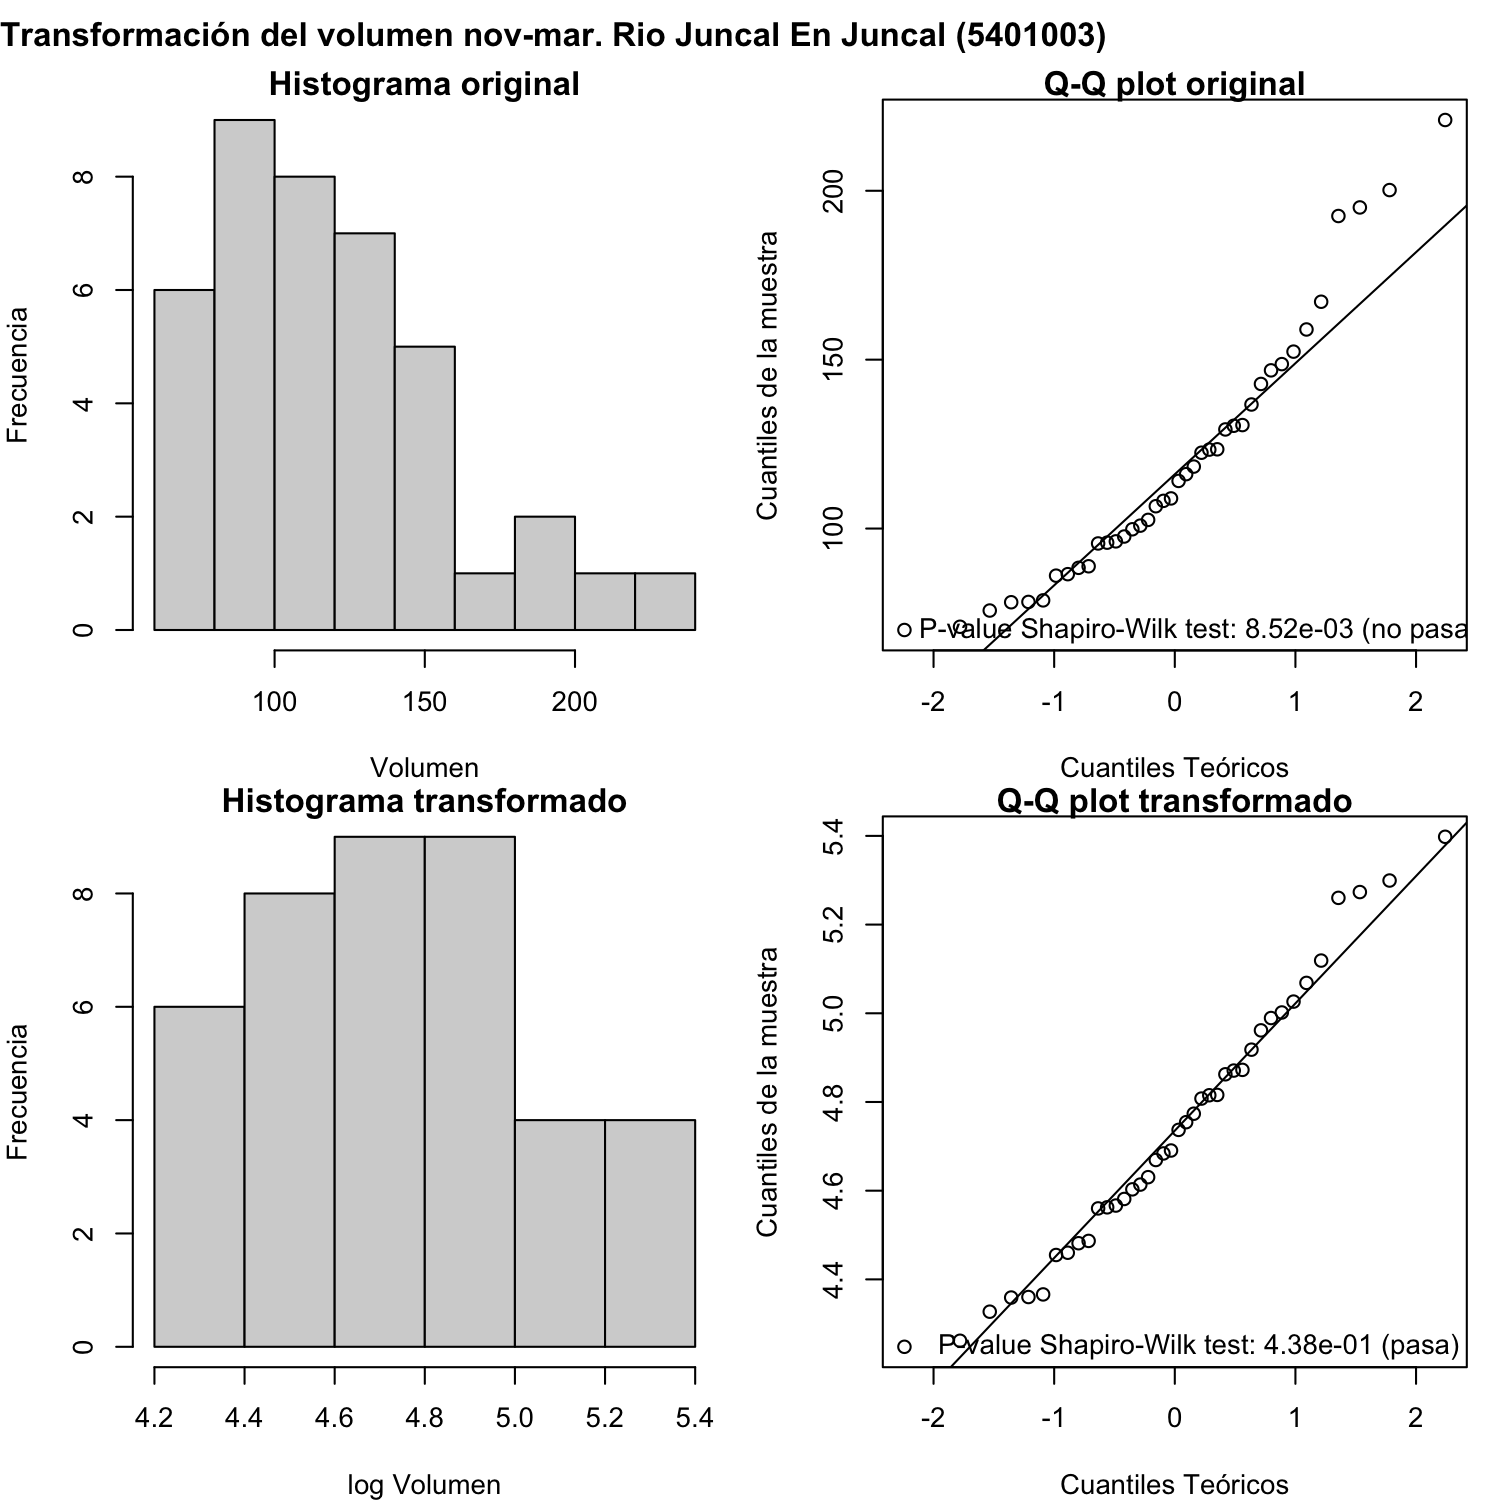 Transformación del volumen nov-mar. Rio Juncal En Juncal (5401003)
Histograma original
Frecuencia
0
2
4
6
8
100
150
200
Volumen
Q-Q plot original
Cuantiles de la muestra
100
150
200
P-value Shapiro-Wilk test: 8.52e-03 (no pasa
-2
-1
0
1
2
Cuantiles Teóricos
Histograma transformado
Frecuencia
0
2
4
6
8
4.2
4.4
4.6
4.8
5.0
5.2
5.4
log Volumen
Q-Q plot transformado
Cuantiles de la muestra
4.4
4.6
4.8
5.0
5.2
5.4
P-value Shapiro-Wilk test: 4.38e-01 (pasa)
-2
-1
0
1
2
Cuantiles Teóricos